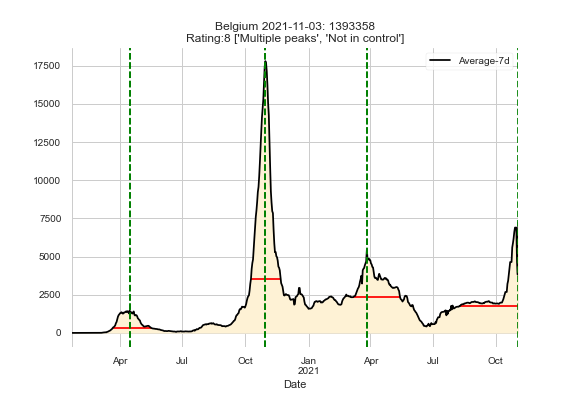 Belgium 2021-11-03: 1393358
Rating:8 ['Multiple peaks', 'Not in control']
Average-7d
17500
15000
12500
10000
7500
5000
2500
0
Apr Jul Oct Jan Apr Jul Oct
2021
Date